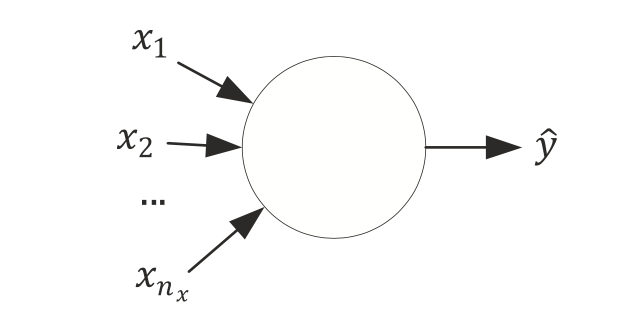 x₁
x₂
ŷ
...
xₙₓ